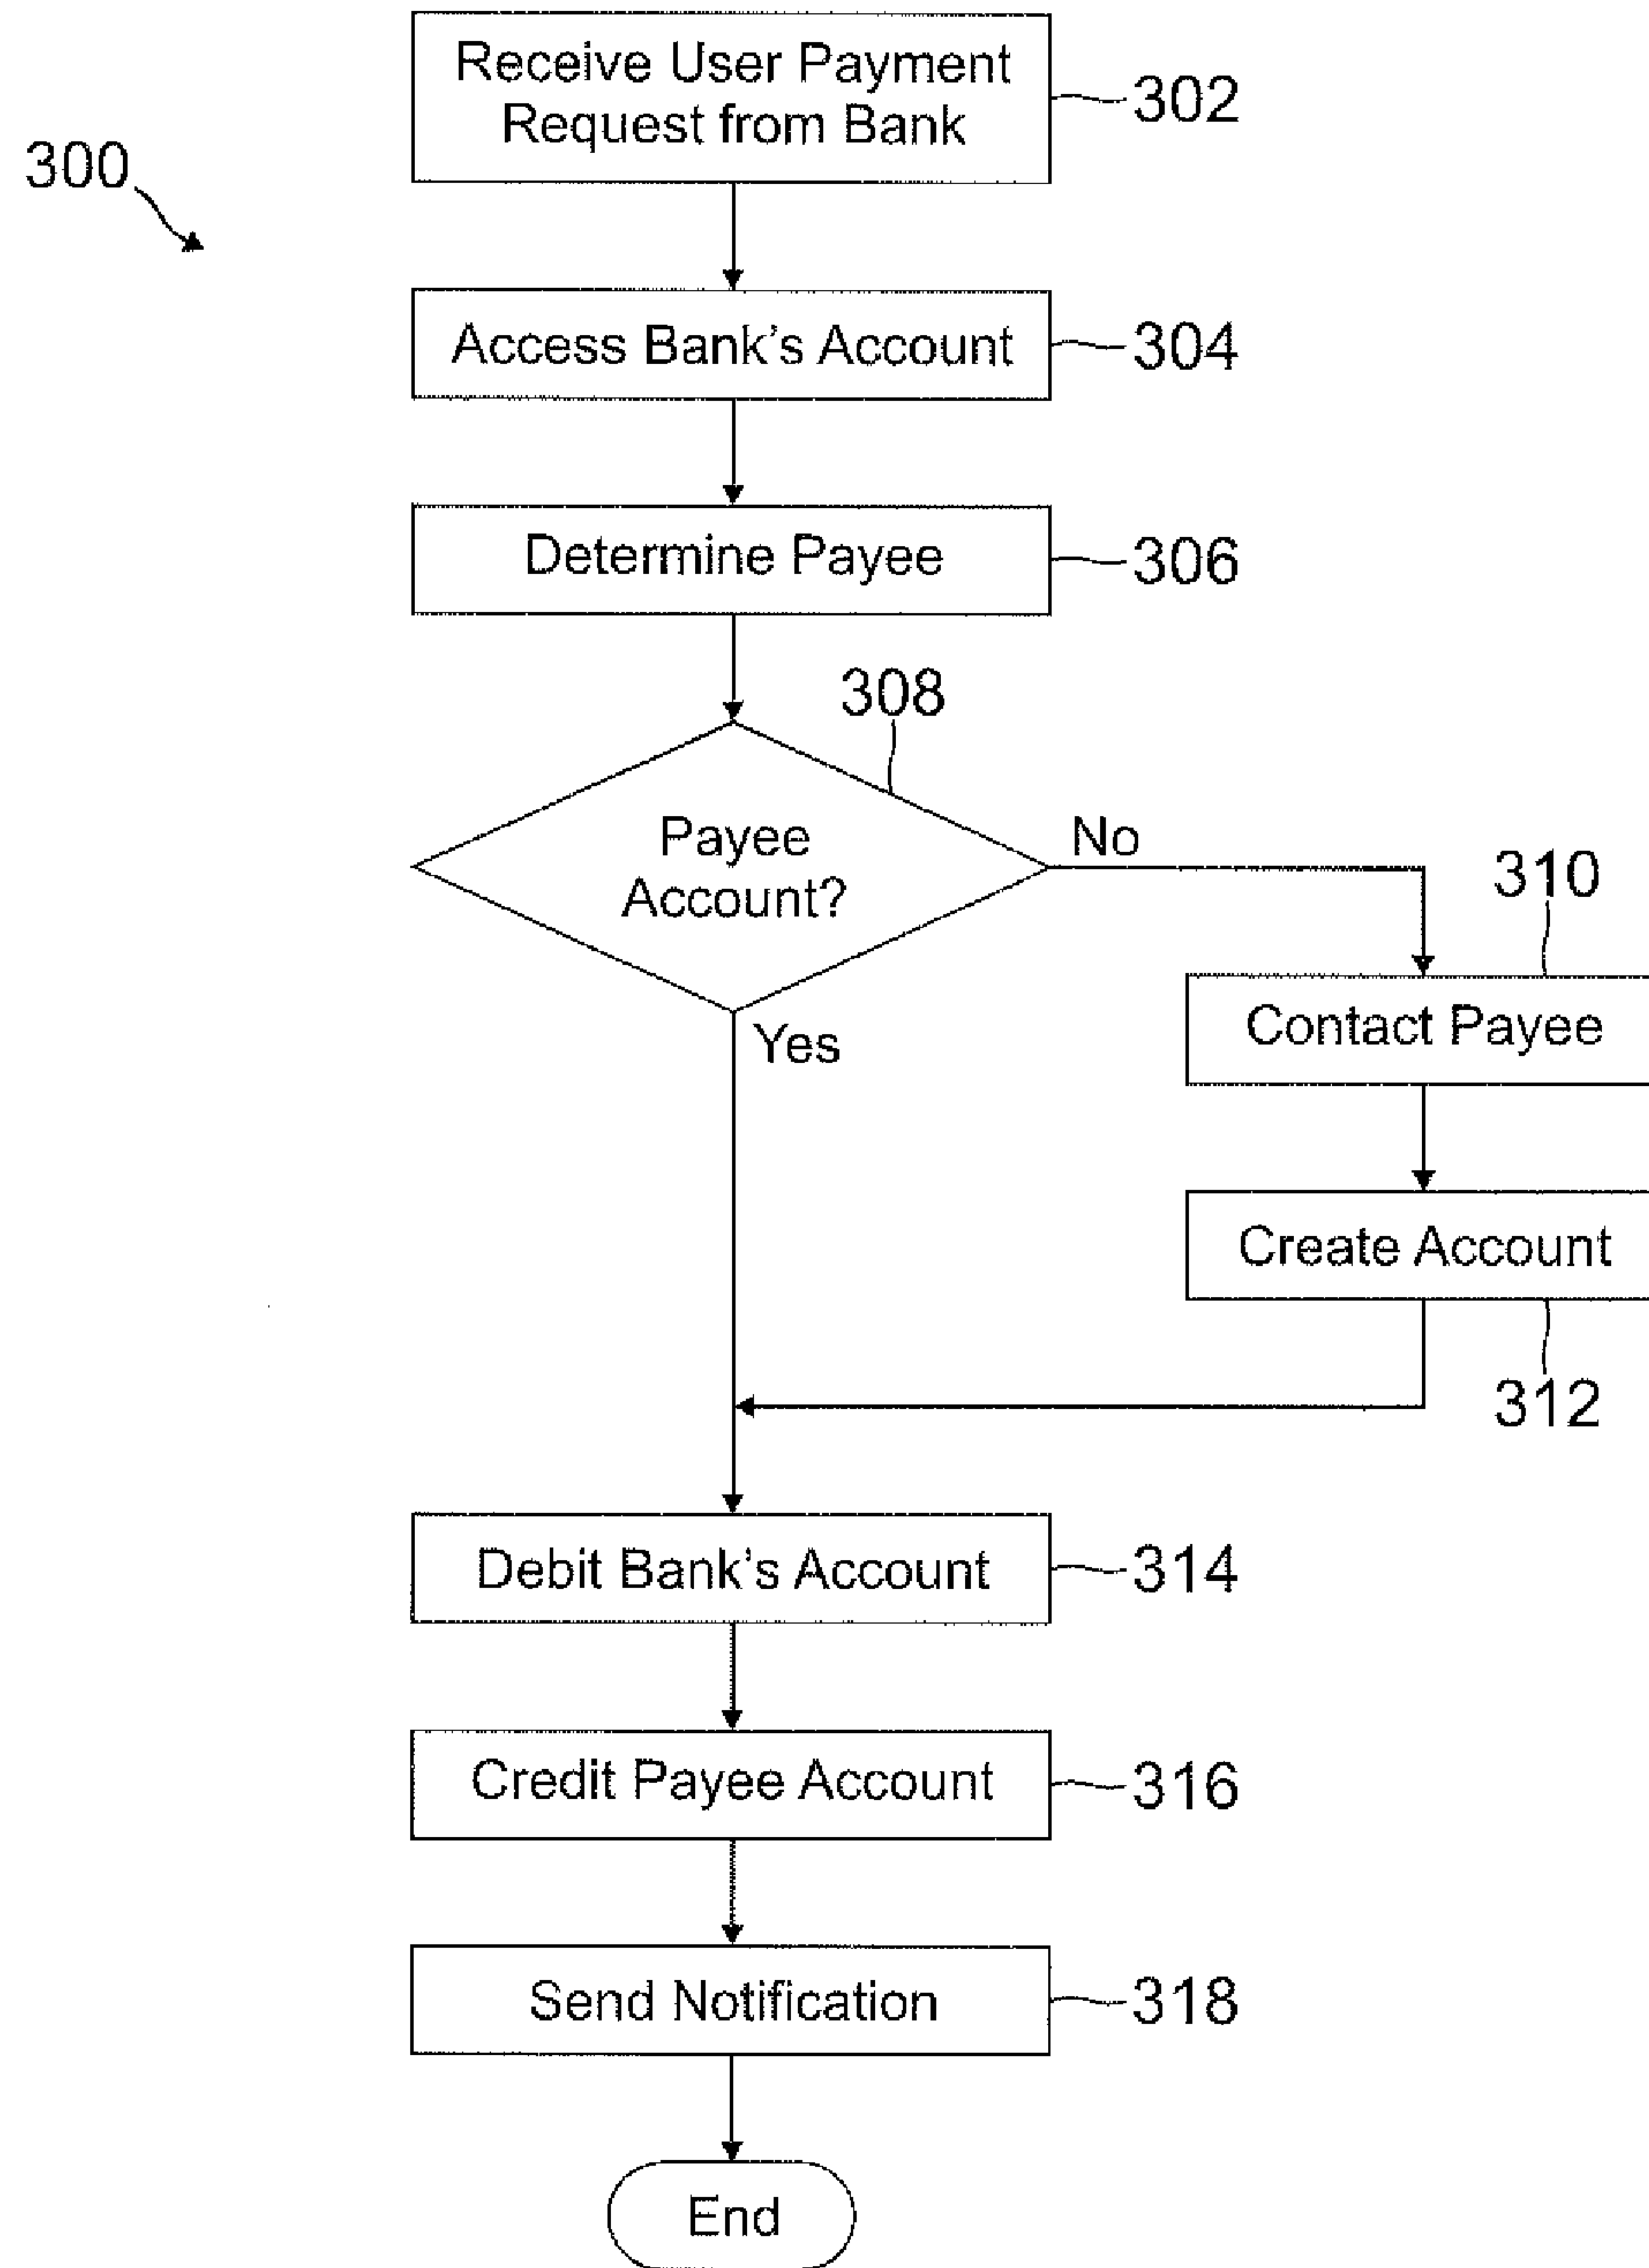 Receive User Payment
Request from Bank
302
300
Access Bank's Account
304
Determine Payee
306
308
Payee
Account?
No
Yes
310
Contact Payee
Create Account
312
Debit Bank's Account
314
Credit Payee Account
316
Send Notification
318
End